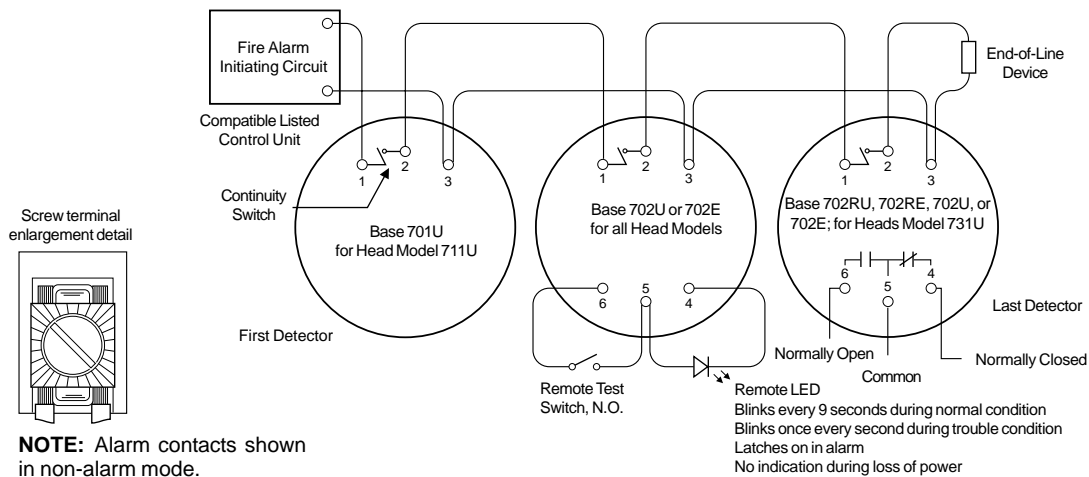 Fire Alarm
Initiating Circuit
Compatible Listed
Control Unit
End-of-Line
Device
1
2
3
Continuity
Switch
Base 701U
for Head Model 711U
First Detector
1
2
3
Base 702U or 702E
for all Head Models
6
5
4
Remote Test
Switch, N.O.
Remote LED
Blinks every 9 seconds during normal condition
Blinks once every second during trouble condition
Latches on in alarm
No indication during loss of power
1
2
3
Base 702RU, 702RE, 702U, or
702E; for Heads Model 731U
6
5
4
Last Detector
Normally Open
Common
Normally Closed
Screw terminal
enlargement detail
NOTE: Alarm contacts shown
in non-alarm mode.